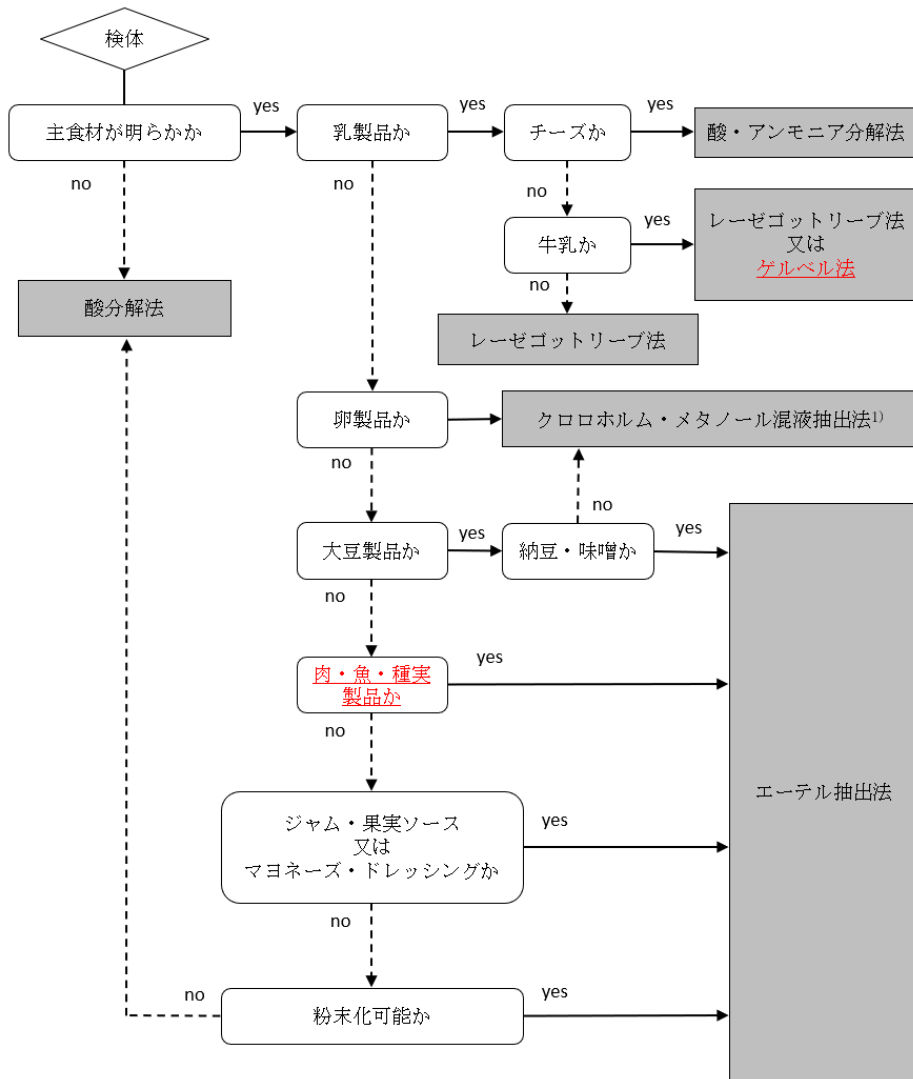 検体
yes
yes
yes
主食材が明らかか
乳製品か
チーズか
酸・アンモニア分解法
no
no
no
牛乳か
yes
レーゼゴットリーブ法
又は
ゲルベル法
no
酸分解法
レーゼゴットリーブ法
卵製品か
クロロホルム・メタノール混液抽出法1)
no
no
大豆製品か
yes
納豆・味噌か
yes
no
肉・魚・種実
製品か
yes
no
エーテル抽出法
ジャム・果実ソース
又は
マヨネーズ・ドレッシングか
yes
no
no
粉末化可能か
yes